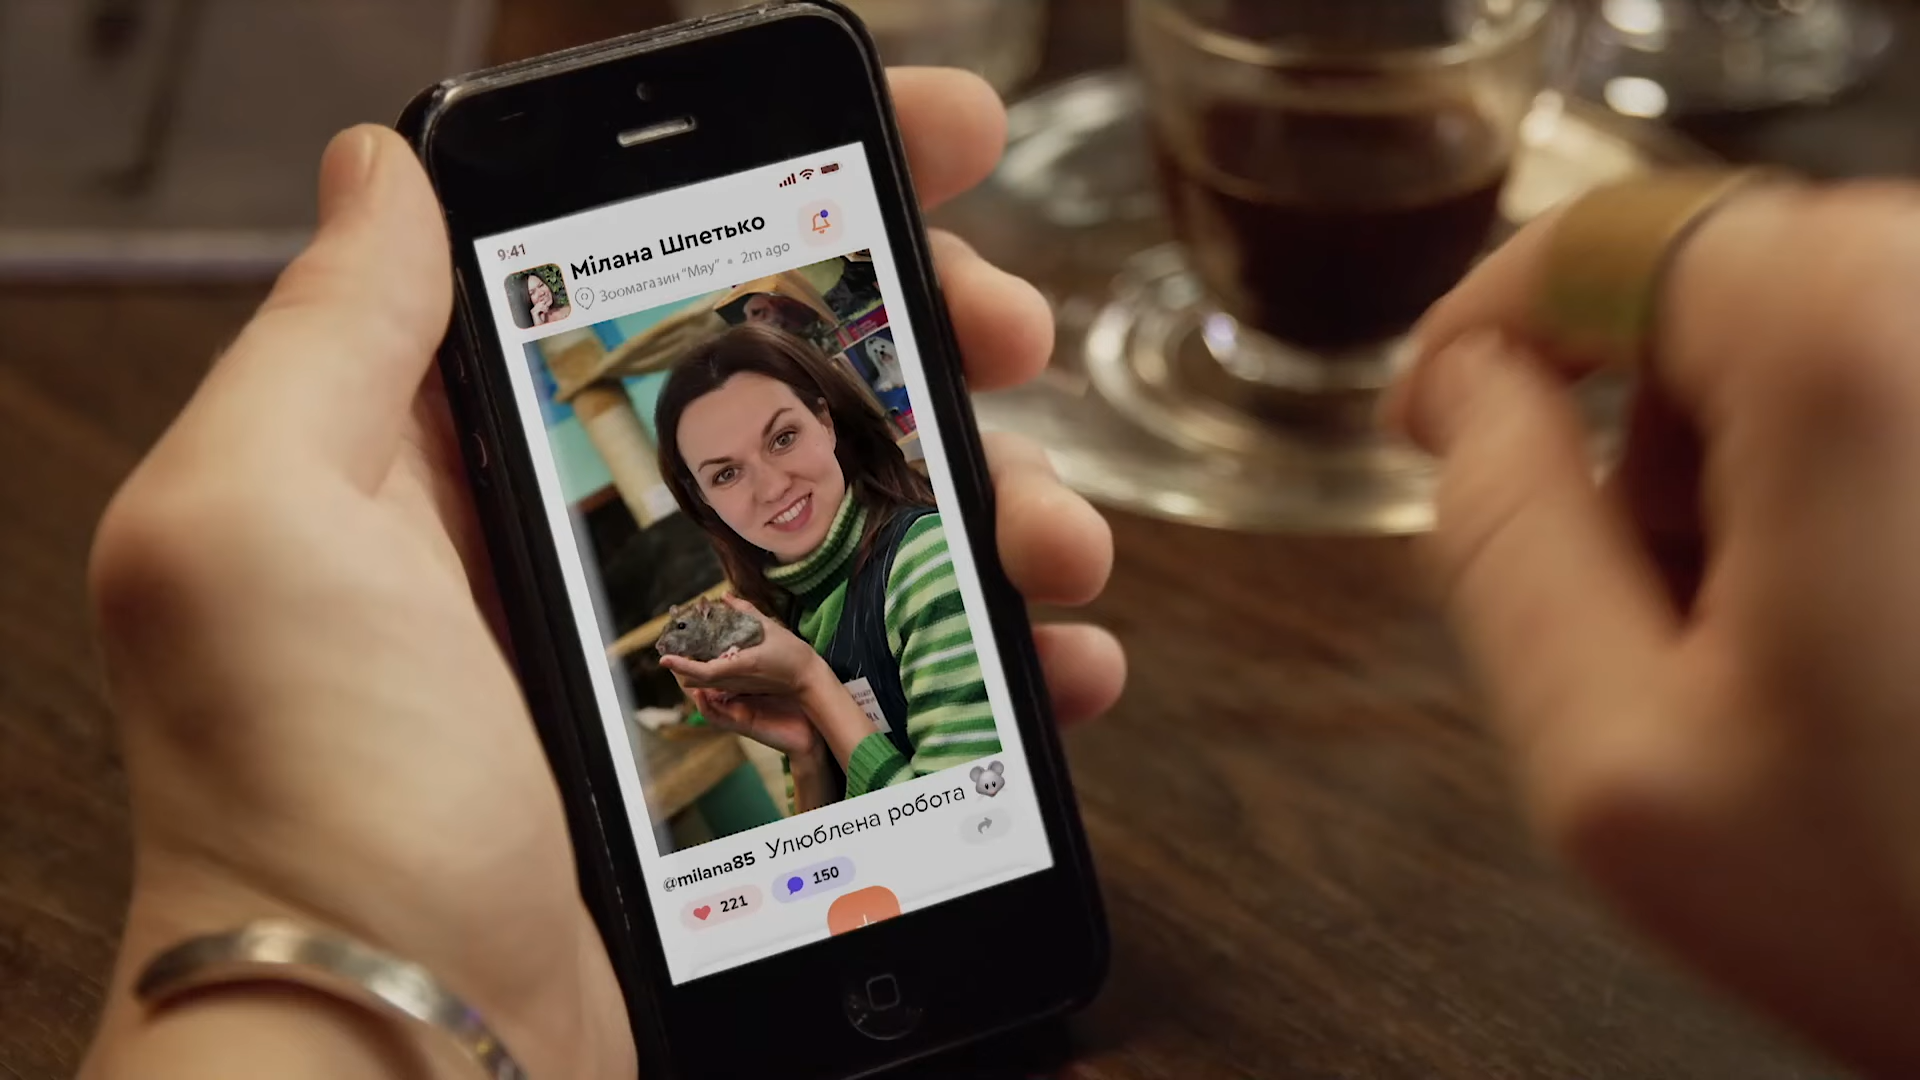 9:41
Мілана Шпетько
Зоомагазин "Мяу" • 2m ago
@milana85 Улюблена робота
221
150